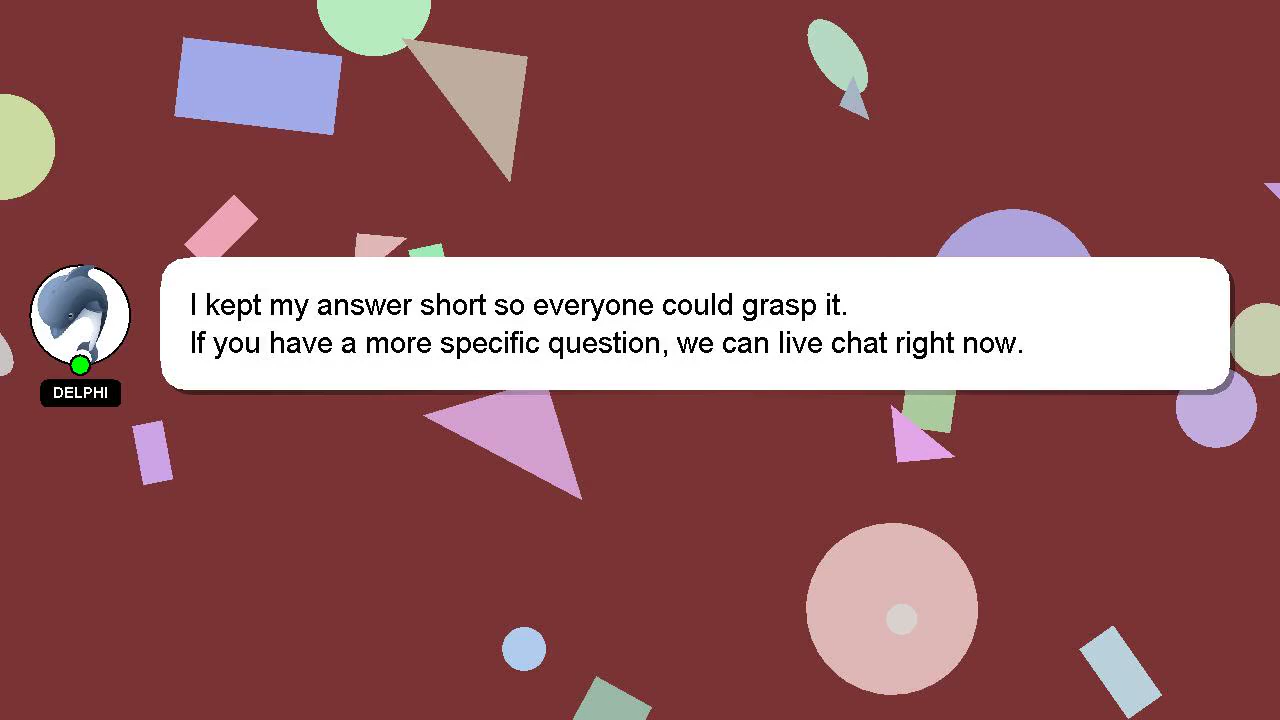 I kept my answer short so everyone could grasp it.
If you have a more specific question, we can live chat right now.
DELPHI